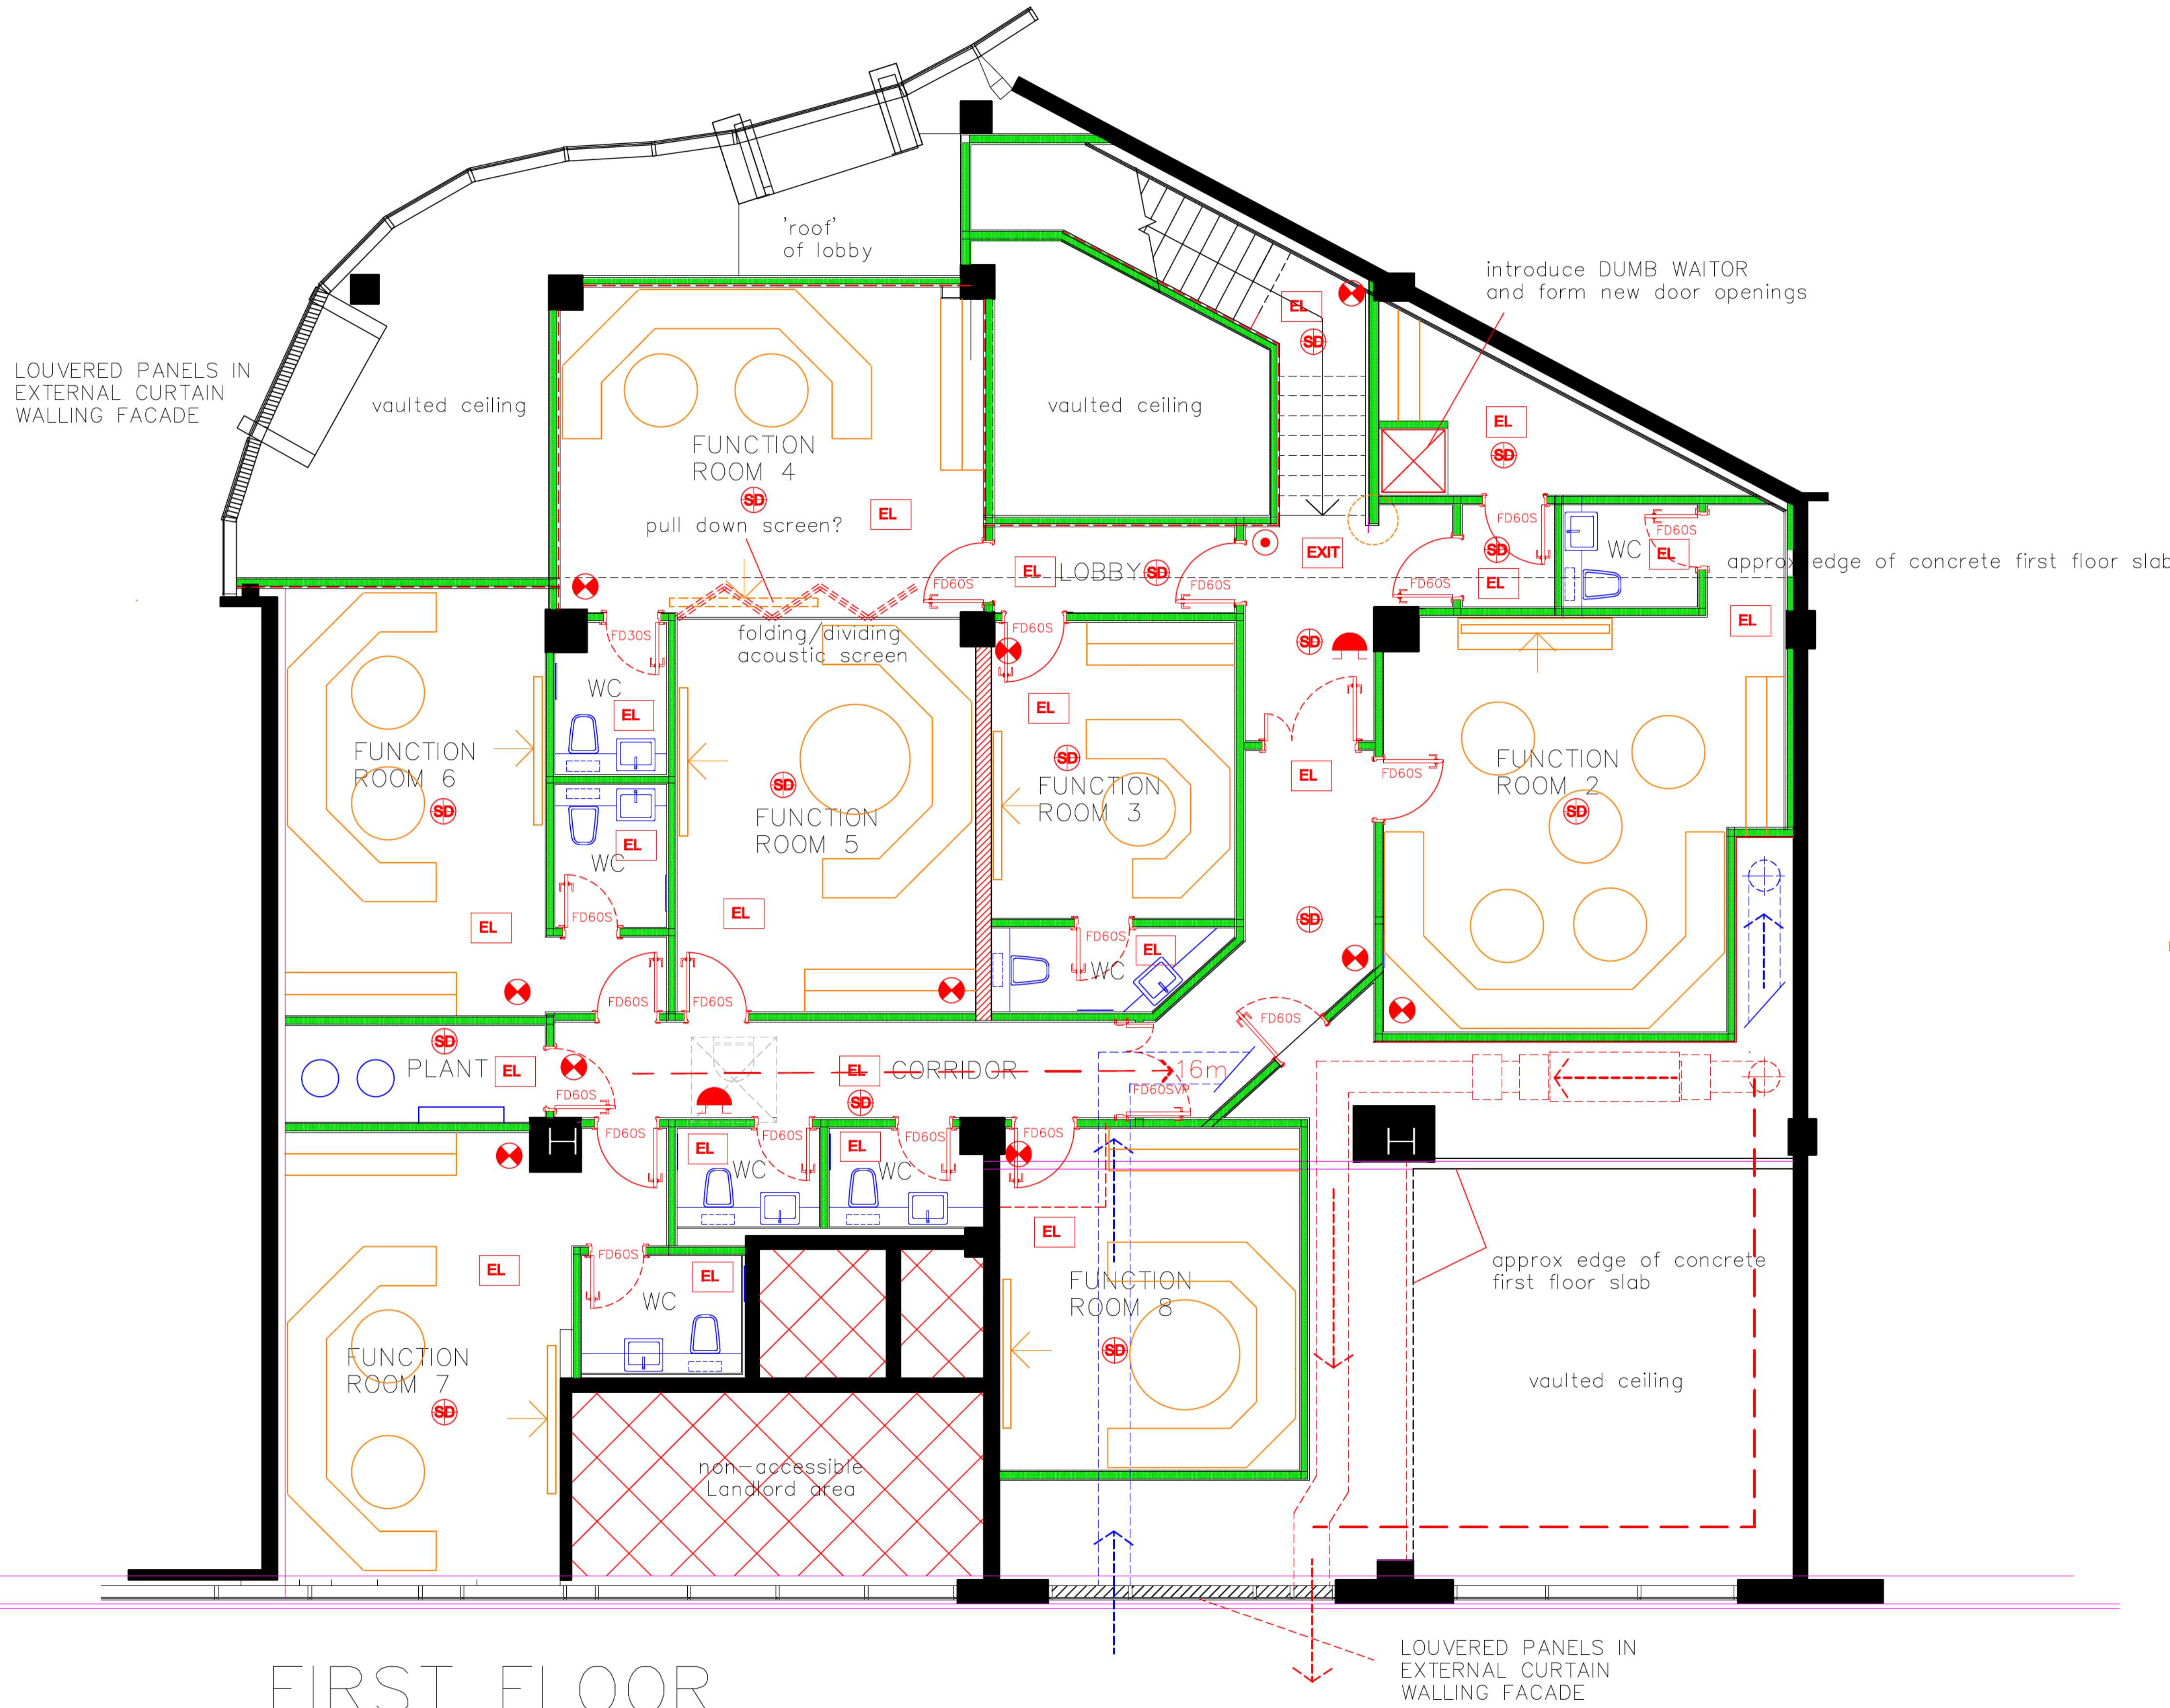 'roof'
of lobby
introduce DUMB WAITOR
and form new door openings
EL
SD
LOUVERED PANELS IN
EXTERNAL CURTAIN
WALLING FACADE
vaulted ceiling
vaulted ceiling
EL
SD
FUNCTION
ROOM 4
SD
EL
pull down screen?
FD60S
FD60S
EXIT
WC
EL
SD
approx edge of concrete first floor slab
EL
LOBBY
SD
EL
FD60S
FD60S
FD60S
EL
FD30S
folding/dividing
acoustic screen
FD60S
SD
WC
EL
EL
FUNCTION
ROOM 6
SD
FUNCTION
ROOM 2
SD
FD60S
EL
SD
FUNCTION
ROOM 3
SD
FUNCTION
ROOM 5
EL
WC
FD60S
EL
EL
SD
FD60S
EL
WC
FD60S
FD60S
FD60S
SD
PLANT
EL
EL
CORRIDOR
16m
FD60S
FD60SVP
SD
H
FD60S
EL
WC
FD60S
EL
WC
FD60S
FD60S
H
EL
FD60S
EL
EL
WC
approx edge of concrete
first floor slab
FUNCTION
ROOM 8
SD
FUNCTION
ROOM 7
SD
vaulted ceiling
non-accessible
Landlord area
LOUVERED PANELS IN
EXTERNAL CURTAIN
WALLING FACADE
FIRST FLOOR